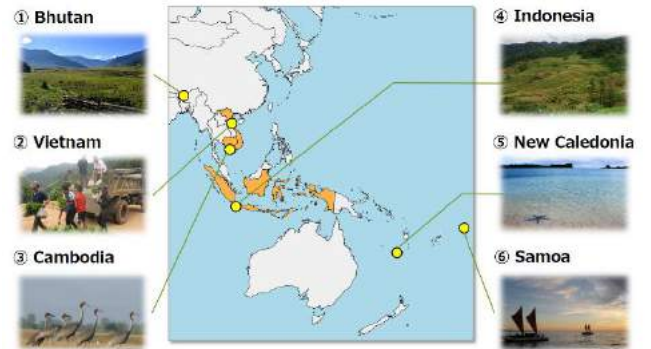 ① Bhutan
② Vietnam
③ Cambodia
④ Indonesia
⑤ New Caledonia
⑥ Samoa